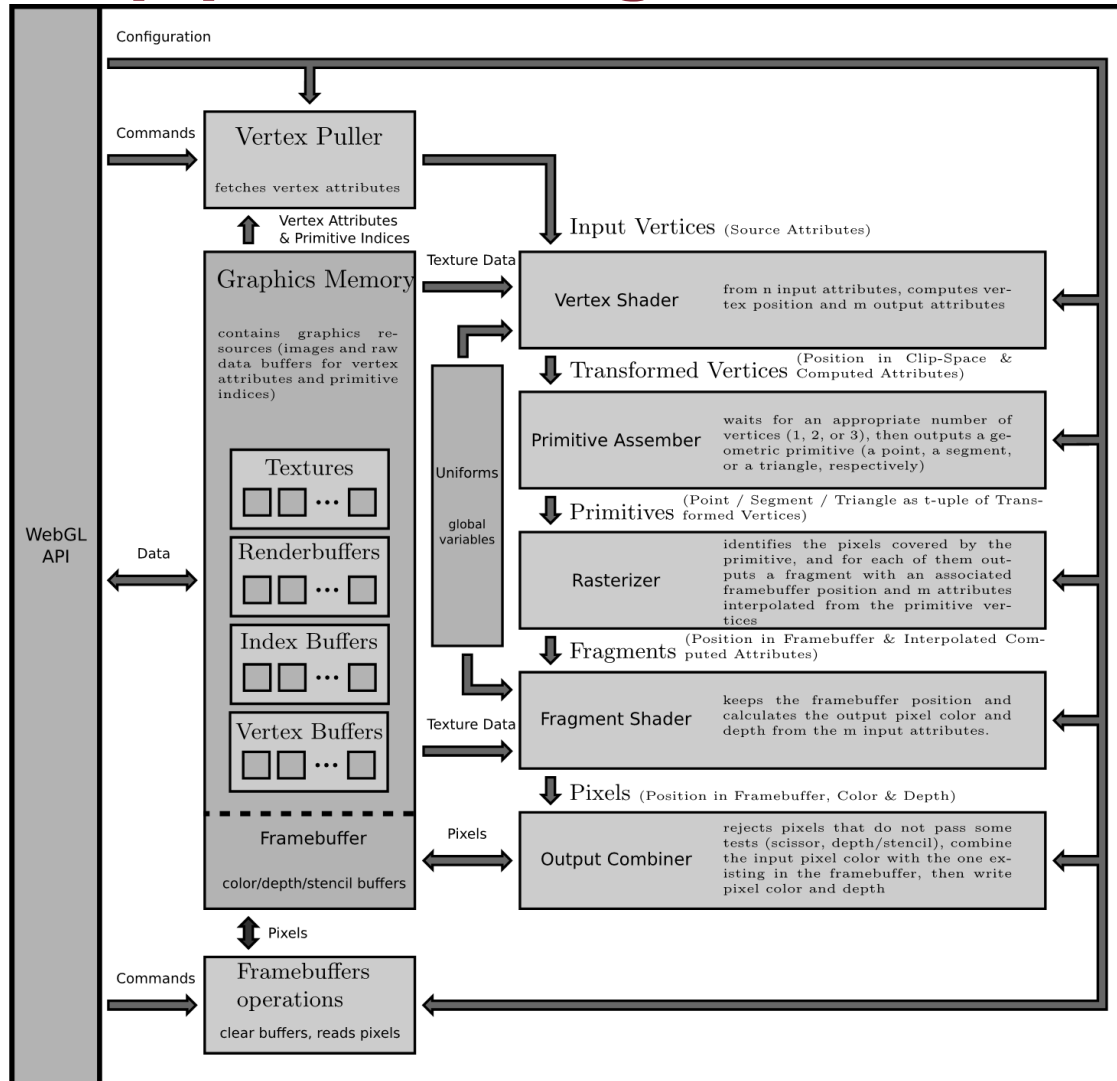 Configuration
Commands
Vertex Puller
fetches vertex attributes
Vertex Attributes
& Primitive Indices
Input Vertices (Source Attributes)
Texture Data
Graphics Memory
contains graphics re-
sources (images and raw
data buffers for vertex
attributes and primitive
indices)
Vertex Shader
from n input attributes, computes ver-
tex position and m output attributes
Transformed Vertices (Position in Clip-Space &
Computed Attributes)
Primitive Assember
waits for an appropriate number of
vertices (1, 2, or 3), then outputs a ge-
ometric primitive (a point, a segment,
or a triangle, respectively)
Textures
...
Uniforms
global
variables
Primitives (Point / Segment / Triangle as t-uple of Trans-
formed Vertices)
WebGL
API
Data
Renderbuffers
...
Rasterizer
identifies the pixels covered by the
primitive, and for each of them out-
puts a fragment with an associated
framebuffer position and m attributes
interpolated from the primitive ver-
tices
Index Buffers
...
Fragments (Position in Framebuffer & Interpolated Com-
puted Attributes)
Vertex Buffers
...
Texture Data
Fragment Shader
keeps the framebuffer position and
calculates the output pixel color and
depth from the m input attributes.
Pixels (Position in Framebuffer, Color & Depth)
Framebuffer
color/depth/stencil buffers
Pixels
Output Combiner
rejects pixels that do not pass some
tests (scissor, depth/stencil), combine
the input pixel color with the one ex-
isting in the framebuffer, then write
pixel color and depth
Pixels
Commands
Framebuffers
operations
clear buffers, reads pixels